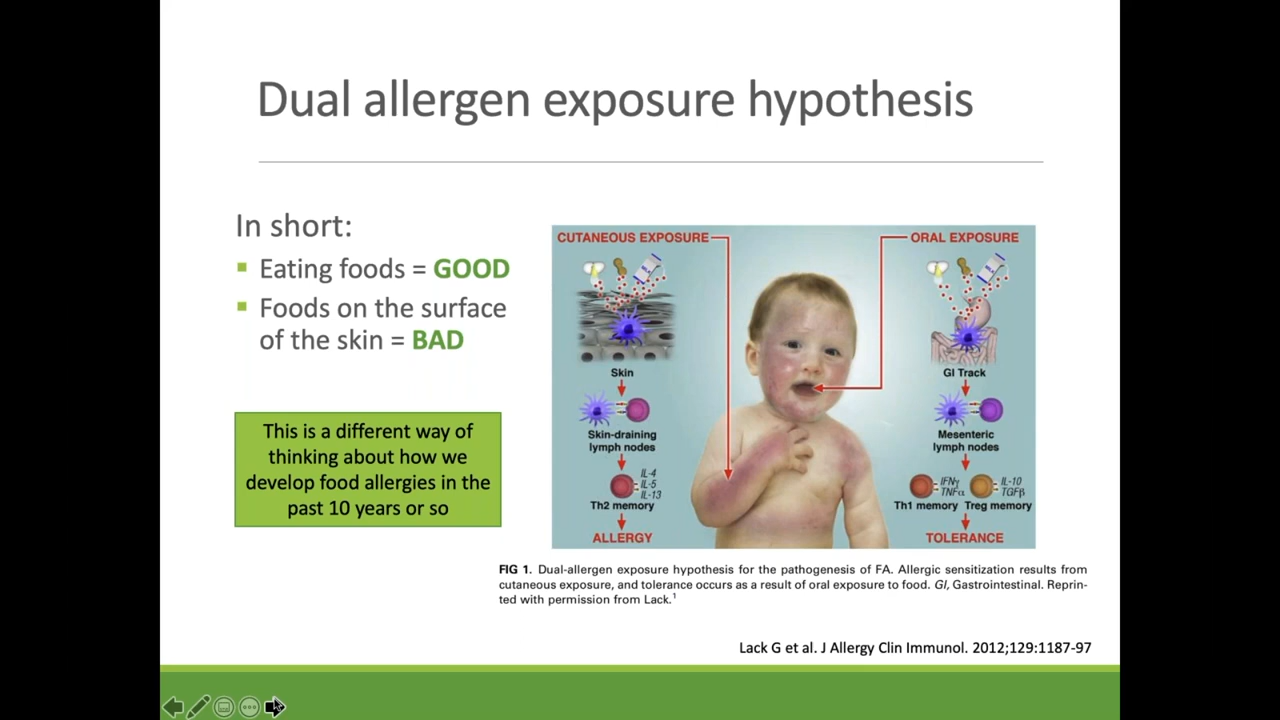 Dual allergen exposure hypothesis
In short:
Eating foods = GOOD
Foods on the surface
of the skin = BAD
This is a different way of
thinking about how we
develop food allergies in the
past 10 years or so
CUTANEOUS EXPOSURE
Skin
Skin-draining
lymph nodes
IL-4
IL-5
IL-13
Th2 memory
ALLERGY
ORAL EXPOSURE
GI Track
Mesenteric
lymph nodes
IFNγ
TNFα
IL-10
TGFβ
Th1 memory Treg memory
TOLERANCE
FIG 1. Dual-allergen exposure hypothesis for the pathogenesis of FA. Allergic sensitization results from
cutaneous exposure, and tolerance occurs as a result of oral exposure to food. GI, Gastrointestinal. Reprin-
ted with permission from Lack.1
Lack G et al. J Allergy Clin Immunol. 2012;129:1187-97